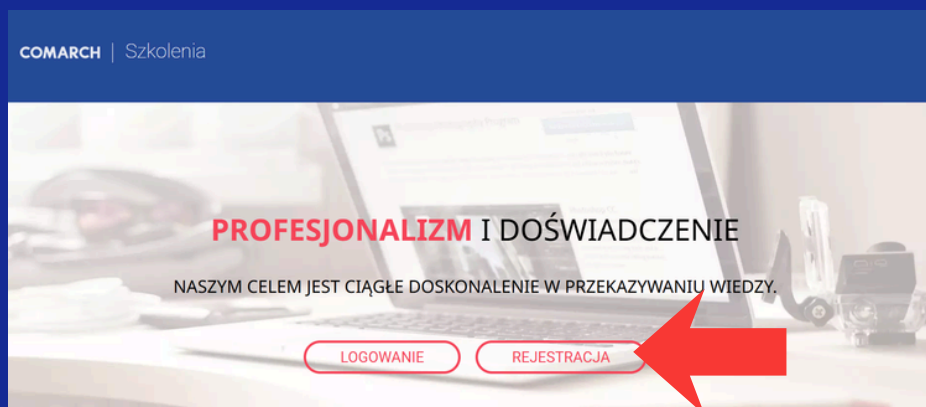 COMARCH | Szkolenia
PROFESJONALIZM I DOŚWIADCZENIE
NASZYM CELEM JEST CIĄGŁE DOSKONALENIE W PRZEKAZYWANIU WIEDZY.
LOGOWANIE
REJESTRACJA